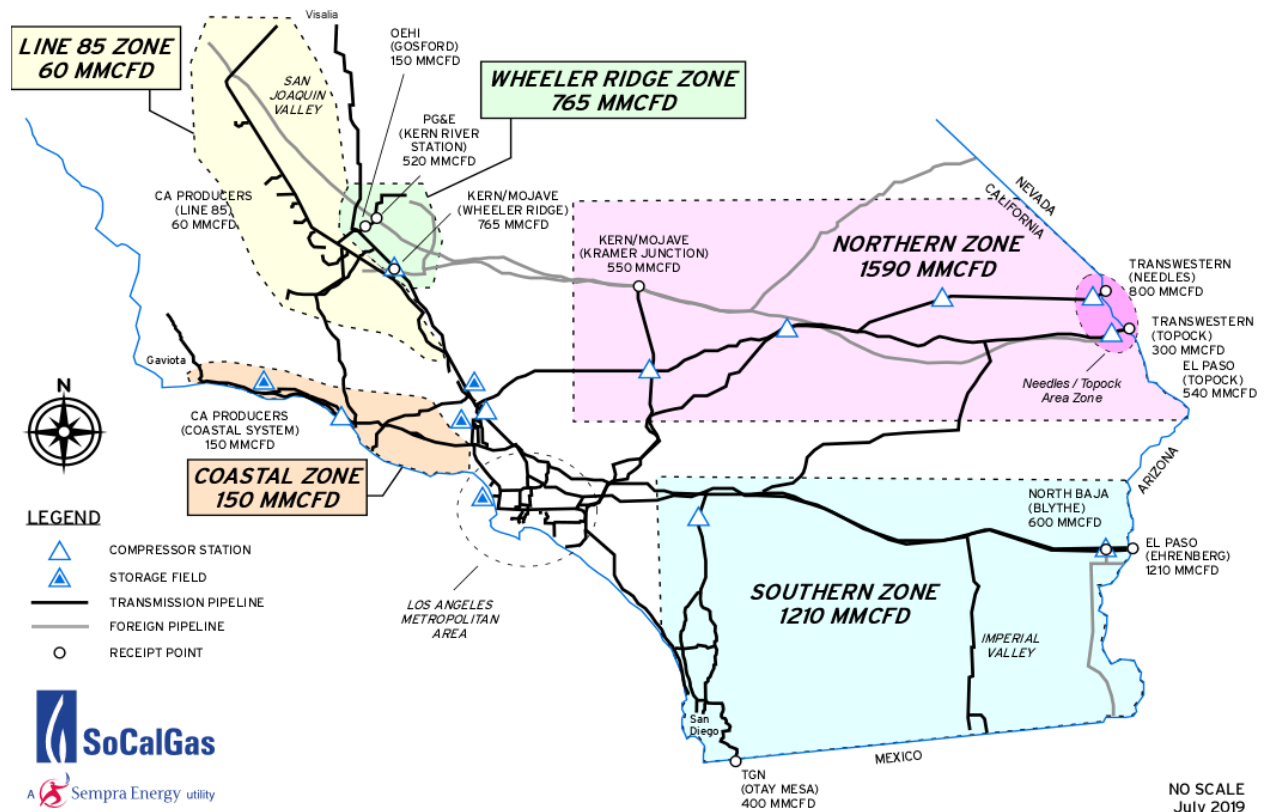 Visalia
OEHI
(GOSFORD)
150 MMCFD
LINE 85 ZONE
60 MMCFD
SAN
JOAQUIN
VALLEY
WHEELER RIDGE ZONE
765 MMCFD
PG&E
(KERN RIVER
STATION)
520 MMCFD
CA PRODUCERS
(LINE 85)
60 MMCFD
KERN/MOJAVE
(WHEELER RIDGE)
765 MMCFD
NEVADA
CALIFORNIA
KERN/MOJAVE
(KRAMER JUNCTION)
550 MMCFD
NORTHERN ZONE
1590 MMCFD
TRANSWESTERN
(NEEDLES)
800 MMCFD
TRANSWESTERN
(TOPOCK)
300 MMCFD
EL PASO
(TOPOCK)
540 MMCFD
Needles / Topock
Area Zone
Gaviota
N
CA PRODUCERS
(COASTAL SYSTEM)
150 MMCFD
COASTAL ZONE
150 MMCFD
ARIZONA
NORTH BAJA
(BLYTHE)
600 MMCFD
EL PASO
(EHRENBERG)
1210 MMCFD
LEGEND
COMPRESSOR STATION
STORAGE FIELD
TRANSMISSION PIPELINE
FOREIGN PIPELINE
RECEIPT POINT
LOS ANGELES
METROPOLITAN
AREA
SOUTHERN ZONE
1210 MMCFD
IMPERIAL
VALLEY
San
Diego
MEXICO
TGN
(OTAY MESA)
400 MMCFD
SoCalGas
A Sempra Energy utility
NO SCALE
July 2019